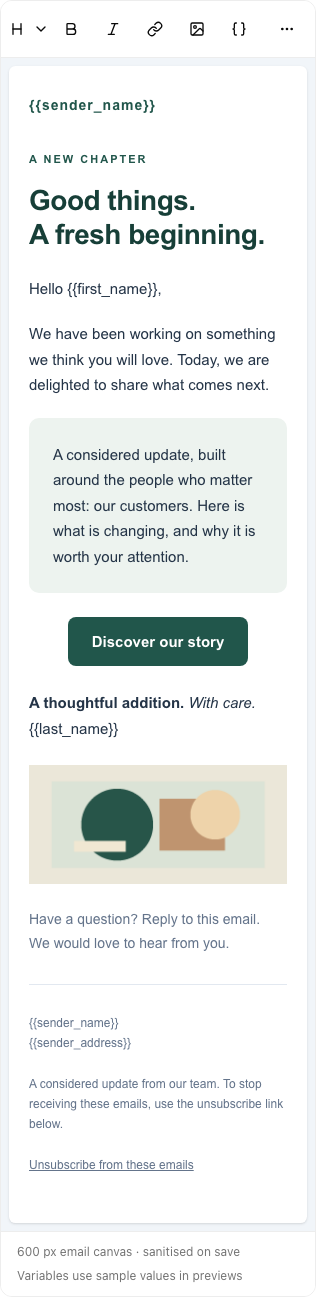 H B I {}
{{sender_name}}
A NEW CHAPTER
Good things.
A fresh beginning.
Hello {{first_name}},
We have been working on something
we think you will love. Today, we are
delighted to share what comes next.
A considered update, built
around the people who matter
most: our customers. Here is
what is changing, and why it is
worth your attention.
Discover our story
A thoughtful addition. With care.
{{last_name}}
Have a question? Reply to this email.
We would love to hear from you.
{{sender_name}}
{{sender_address}}
A considered update from our team. To stop
receiving these emails, use the unsubscribe link
below.
Unsubscribe from these emails
600 px email canvas · sanitised on save
Variables use sample values in previews